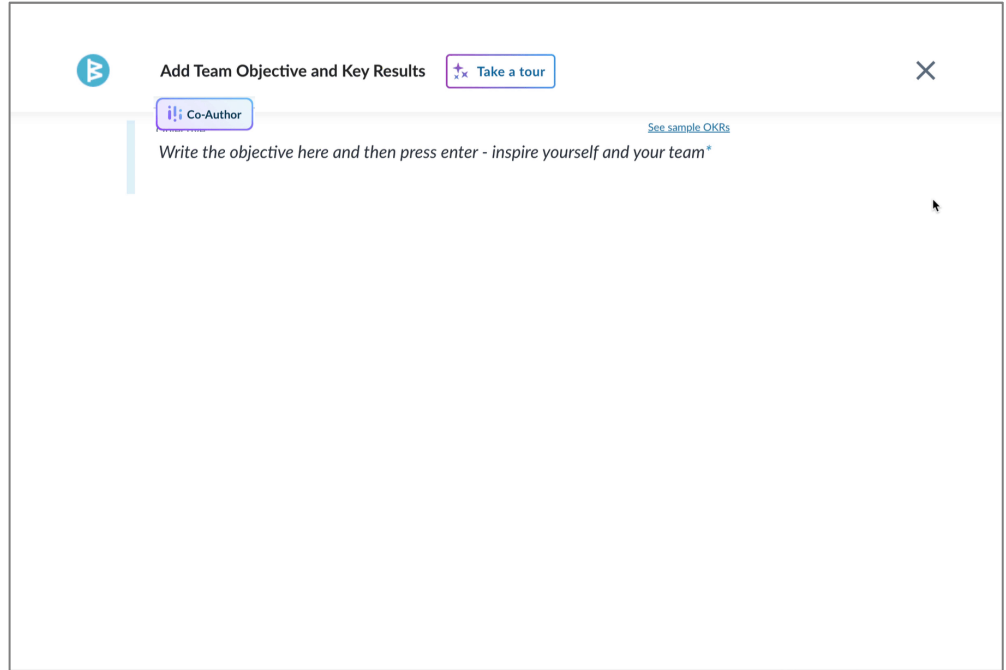 Add Team Objective and Key Results
Take a tour
Co-Author
See sample OKRs
Write the objective here and then press enter - inspire yourself and your team*